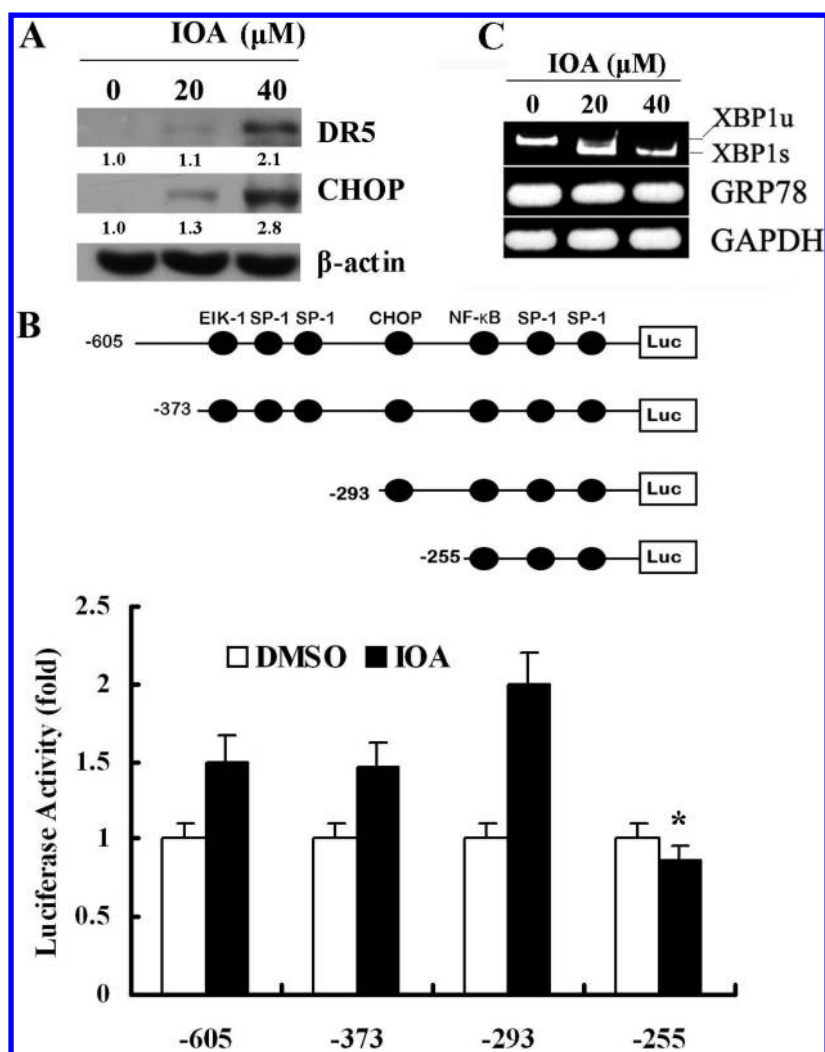 A
IOA (μM)
0 20 40
DR5
1.0 1.1 2.1
CHOP
1.0 1.3 2.8
β-actin
C
IOA (μM)
0 20 40
XBP1u
XBP1s
GRP78
GAPDH
B
EIK-1 SP-1 SP-1 CHOP NF-κB SP-1 SP-1
-605 Luc
-373 Luc
-293 Luc
-255 Luc
Luciferase Activity (fold)
2.5
2
1.5
1
0.5
0
DMSO IOA
*
-605 -373 -293 -255